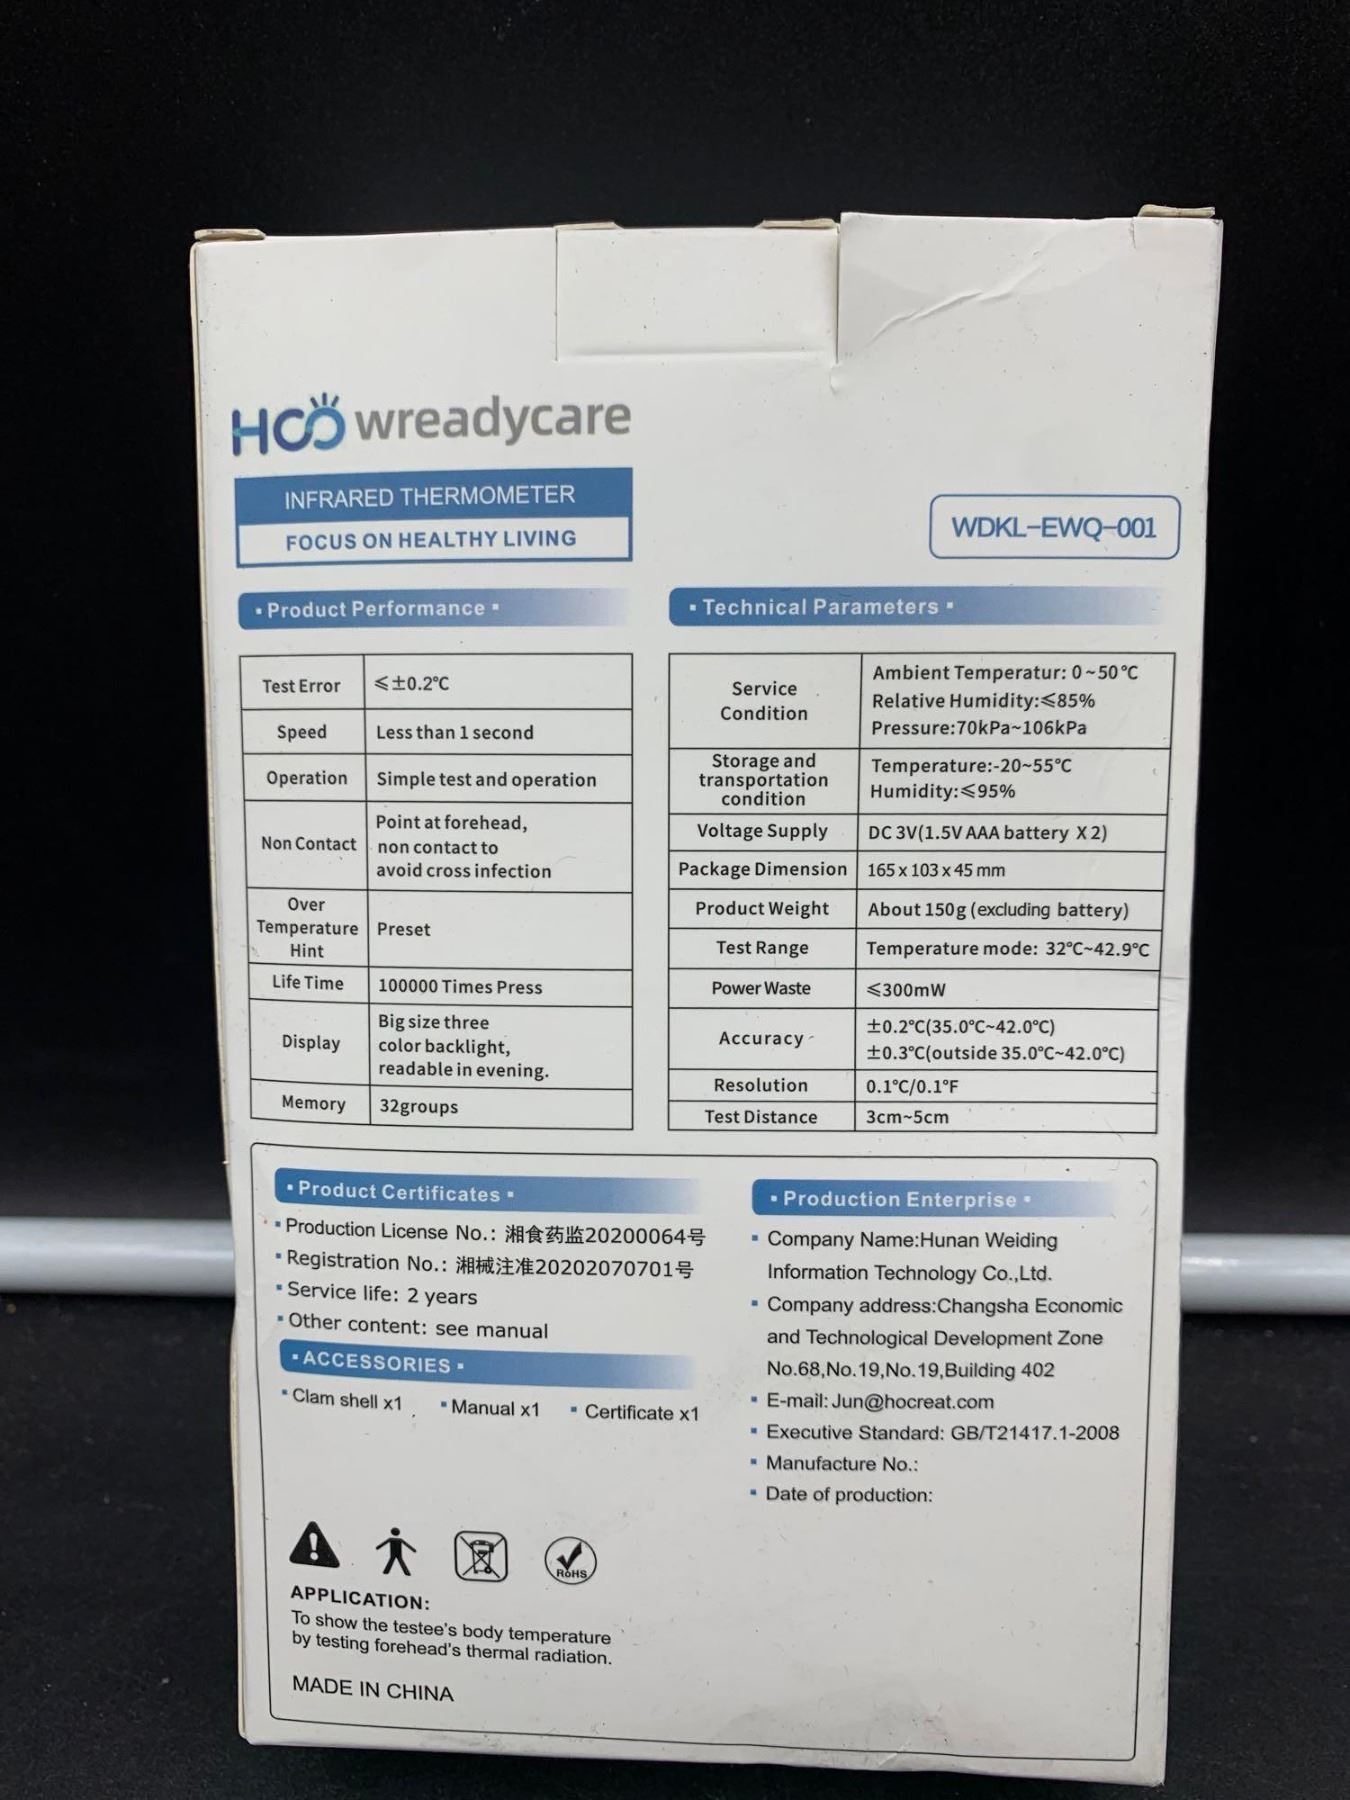 HCO wreadycare
INFRARED THERMOMETER
FOCUS ON HEALTHY LIVING
WDKL-EWQ-001
▪ Product Performance ▪
Test Error ≤±0.2℃
Speed Less than 1 second
Operation Simple test and operation
Non Contact Point at forehead,
non contact to
avoid cross infection
Over
Temperature
Hint
Preset
Life Time 100000 Times Press
Display Big size three
color backlight,
readable in evening.
Memory 32groups
▪ Technical Parameters ▪
Service
Condition
Ambient Temperatur: 0~50℃
Relative Humidity:≤85%
Pressure:70kPa~106kPa
Storage and
transportation
condition
Temperature:-20~55℃
Humidity:≤95%
Voltage Supply DC 3V(1.5V AAA battery X 2)
Package Dimension 165 x 103 x 45 mm
Product Weight About 150g (excluding battery)
Test Range Temperature mode: 32℃~42.9℃
Power Waste ≤300mW
Accuracy ±0.2℃(35.0℃~42.0℃)
±0.3℃(outside 35.0℃~42.0℃)
Resolution 0.1℃/0.1℉
Test Distance 3cm~5cm
▪ Product Certificates ▪
▪ Production License No.: 湘食药监20200064号
▪ Registration No.: 湘械注准20202070701号
▪ Service life: 2 years
▪ Other content: see manual
▪ ACCESSORIES ▪
▪ Clam shell x1 ▪ Manual x1 ▪ Certificate x1
▪ Production Enterprise ▪
▪ Company Name:Hunan Weiding
Information Technology Co.,Ltd.
▪ Company address:Changsha Economic
and Technological Development Zone
No.68,No.19,No.19,Building 402
▪ E-mail: Jun@hocreat.com
▪ Executive Standard: GB/T21417.1-2008
▪ Manufacture No.:
▪ Date of production:
RoHS
APPLICATION:
To show the testee's body temperature
by testing forehead's thermal radiation.
MADE IN CHINA